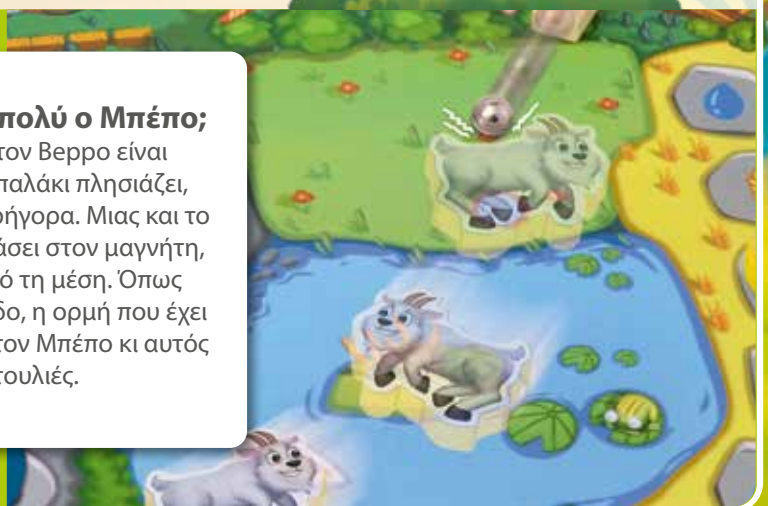 πολύ ο Μπέπο;
τον Beppo είναι
παλάκι πλησιάζει,
ρήγορα. Μιας και το
άσει στον μαγνήτη,
ό τη μέση. Όπως
δο, η ορμή που έχει
τον Μπέπο κι αυτός
τουλιές.